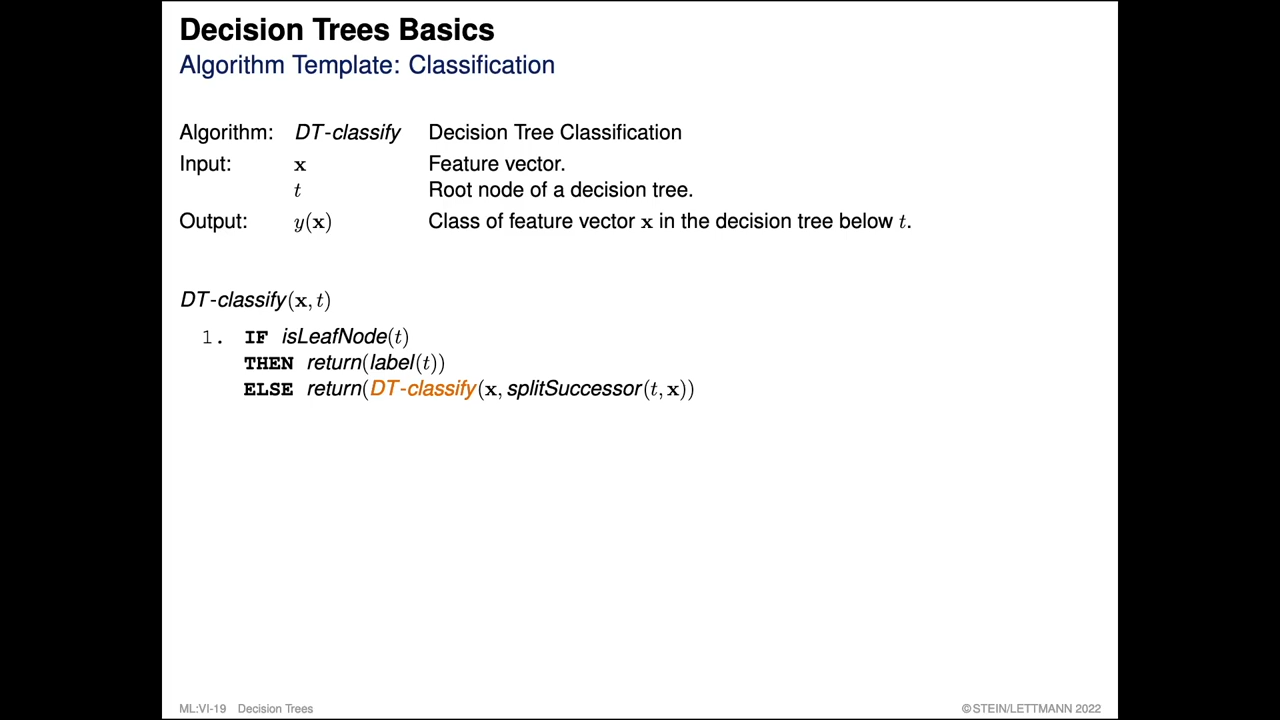 Decision Trees Basics
Algorithm Template: Classification
Algorithm: DT-classify Decision Tree Classification
Input: x Feature vector.
t Root node of a decision tree.
Output: y(x) Class of feature vector x in the decision tree below t.
DT-classify(x, t)
1. IF isLeafNode(t)
THEN return(label(t))
ELSE return(DT-classify(x, splitSuccessor(t, x))
ML:VI-19 Decision Trees ©STEIN/LETTMANN 2022